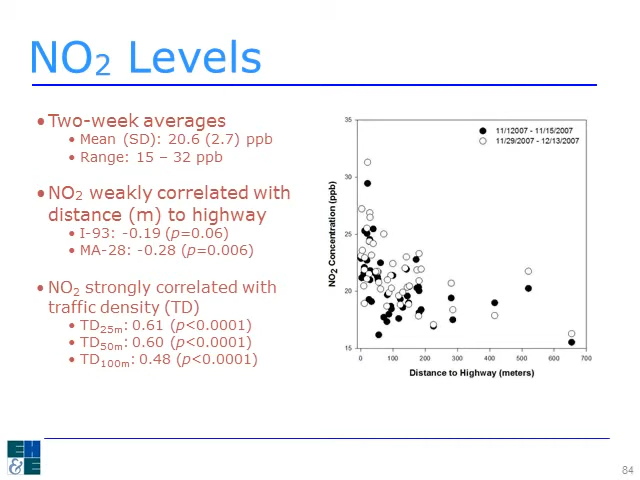 NO2 Levels
• Two-week averages
• Mean (SD): 20.6 (2.7) ppb
• Range: 15 – 32 ppb
• NO2 weakly correlated with
distance (m) to highway
• I-93: -0.19 (p=0.06)
• MA-28: -0.28 (p=0.006)
• NO2 strongly correlated with
traffic density (TD)
• TD25m: 0.61 (p<0.0001)
• TD50m: 0.60 (p<0.0001)
• TD100m: 0.48 (p<0.0001)
11/12007 - 11/15/2007
11/29/2007 - 12/13/2007
NO2 Concentration (ppb)
35
30
25
20
15
0 100 200 300 400 500 600 700
Distance to Highway (meters)
EH
&E
84